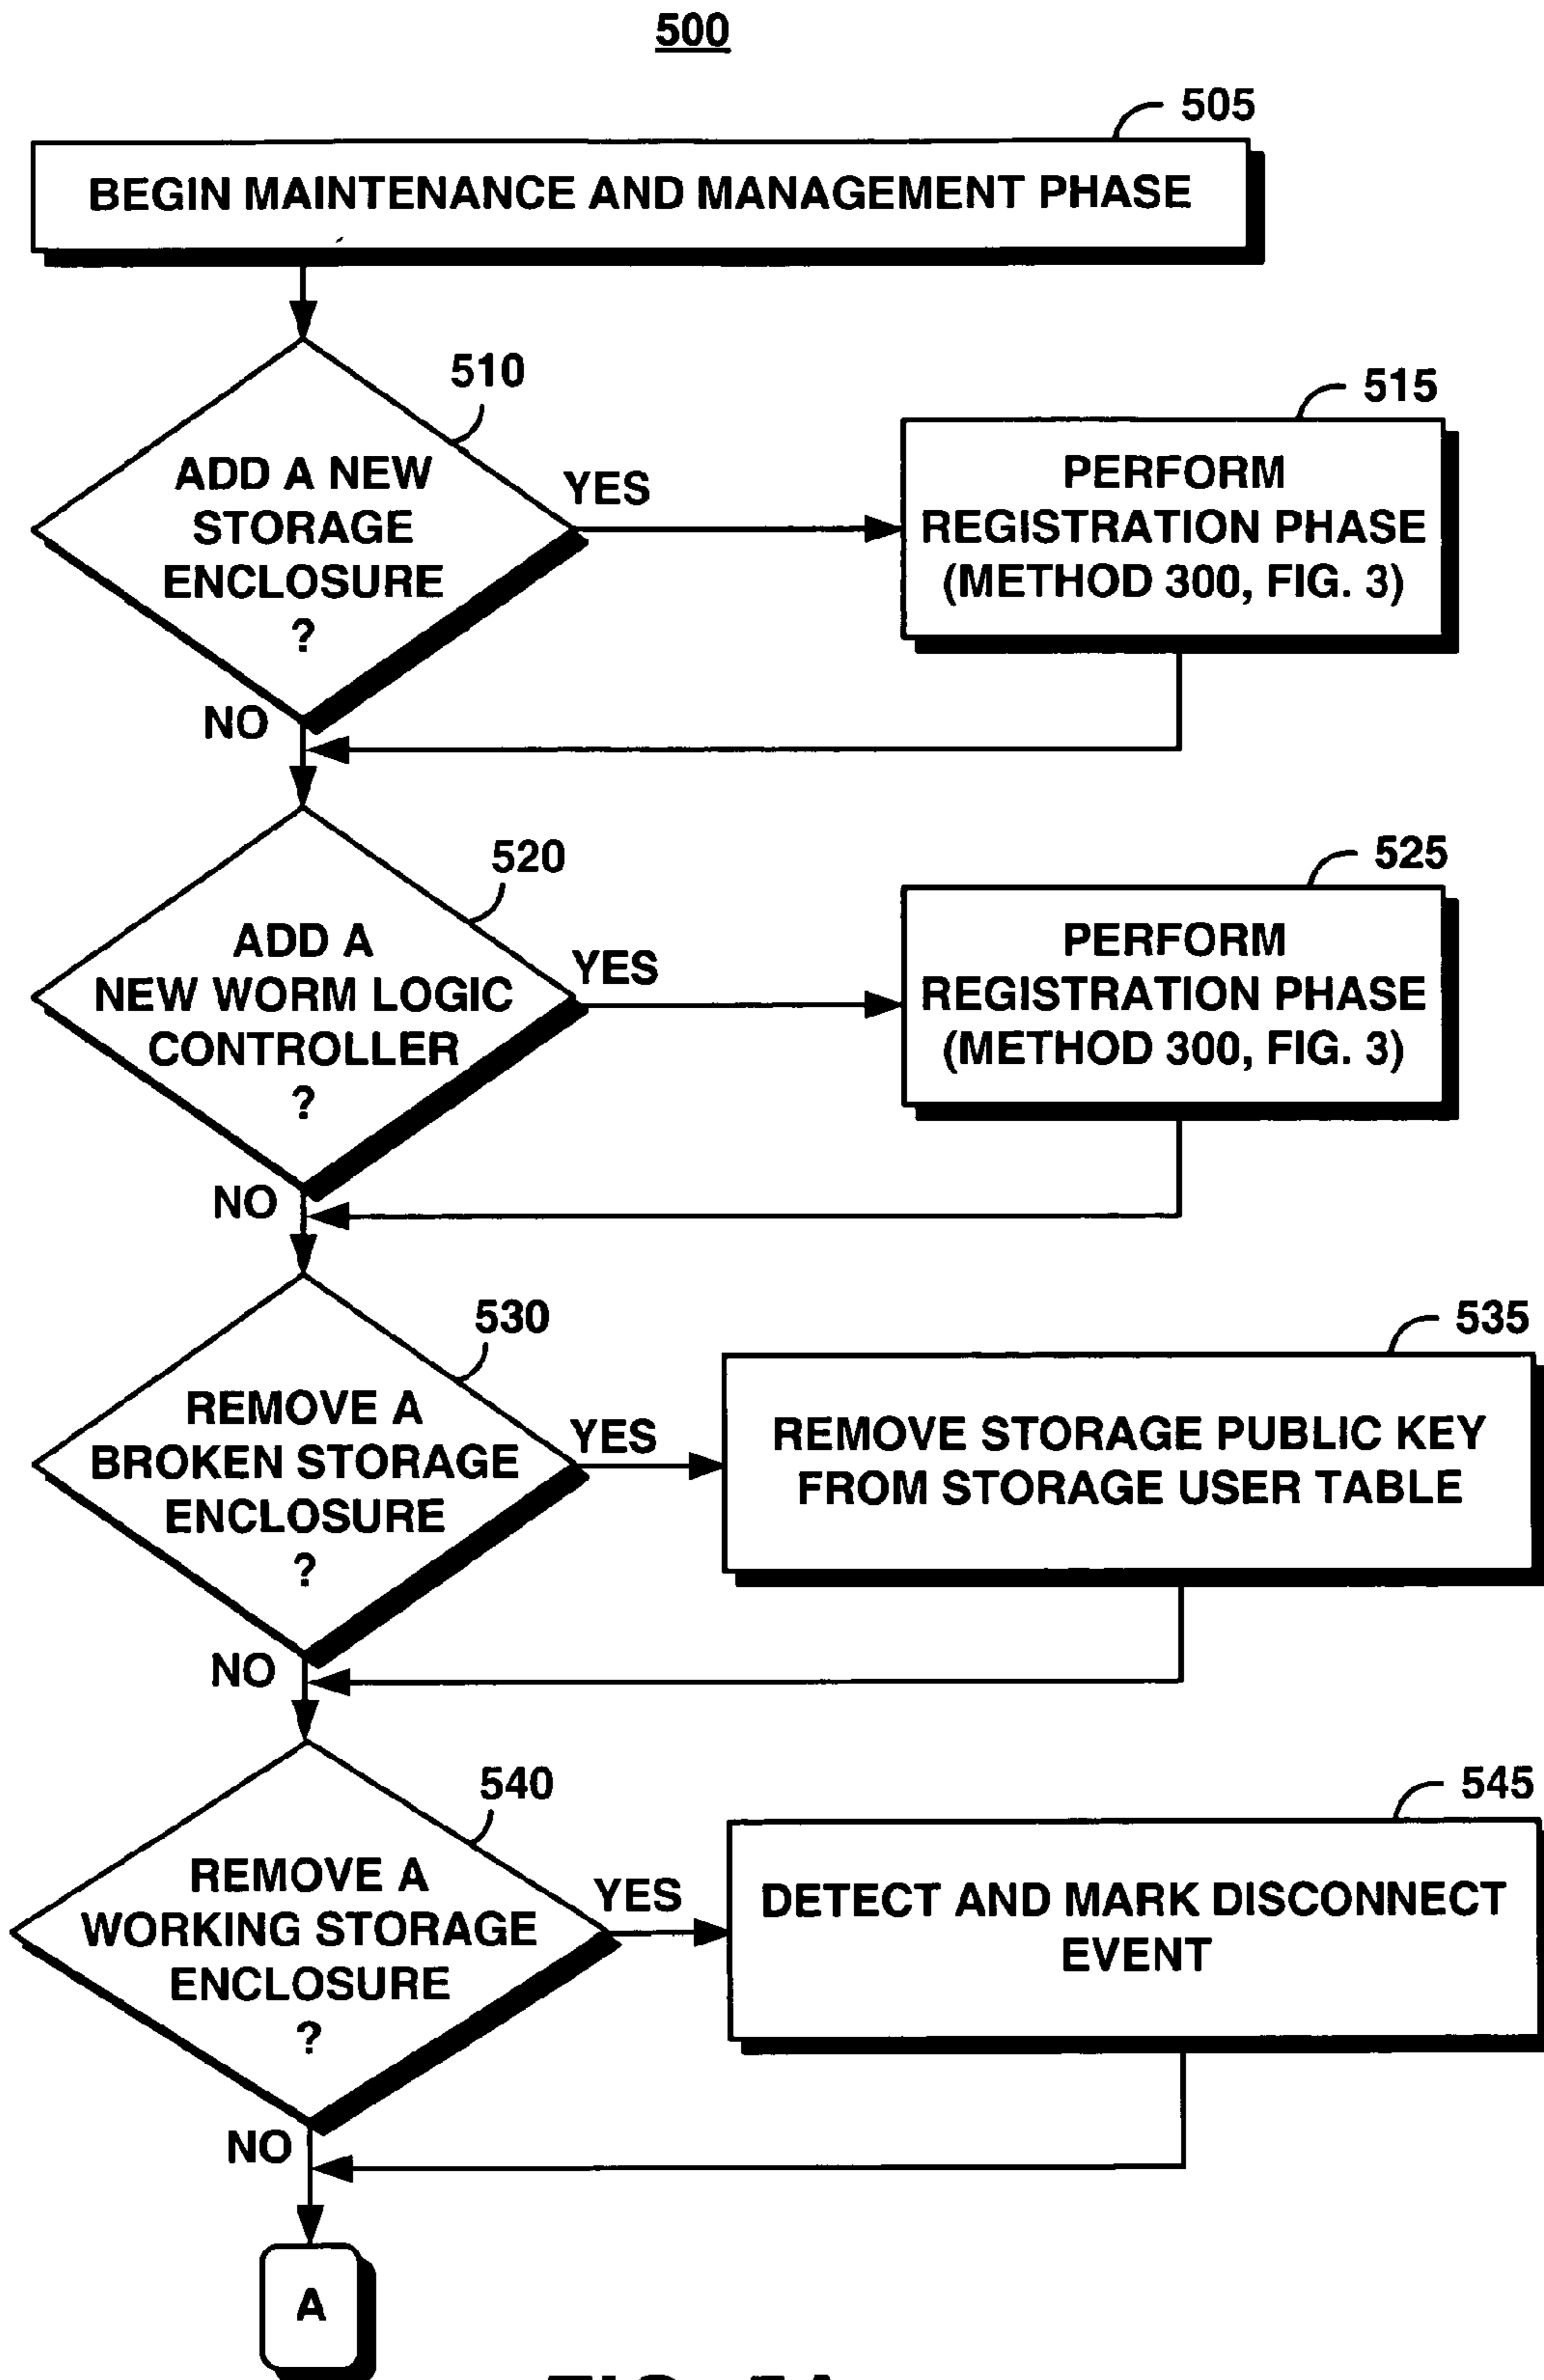 500
505
BEGIN MAINTENANCE AND MANAGEMENT PHASE
510
ADD A NEW
STORAGE
ENCLOSURE
?
YES
NO
515
PERFORM
REGISTRATION PHASE
(METHOD 300, FIG. 3)
520
ADD A
NEW WORM LOGIC
CONTROLLER
?
YES
NO
525
PERFORM
REGISTRATION PHASE
(METHOD 300, FIG. 3)
530
REMOVE A
BROKEN STORAGE
ENCLOSURE
?
YES
NO
535
REMOVE STORAGE PUBLIC KEY
FROM STORAGE USER TABLE
540
REMOVE A
WORKING STORAGE
ENCLOSURE
?
YES
NO
545
DETECT AND MARK DISCONNECT
EVENT
A